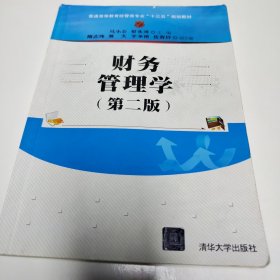 普通高等教育经管类专业“十三五”规划教材
财务
管理学
（第二版）
清华大学出版社